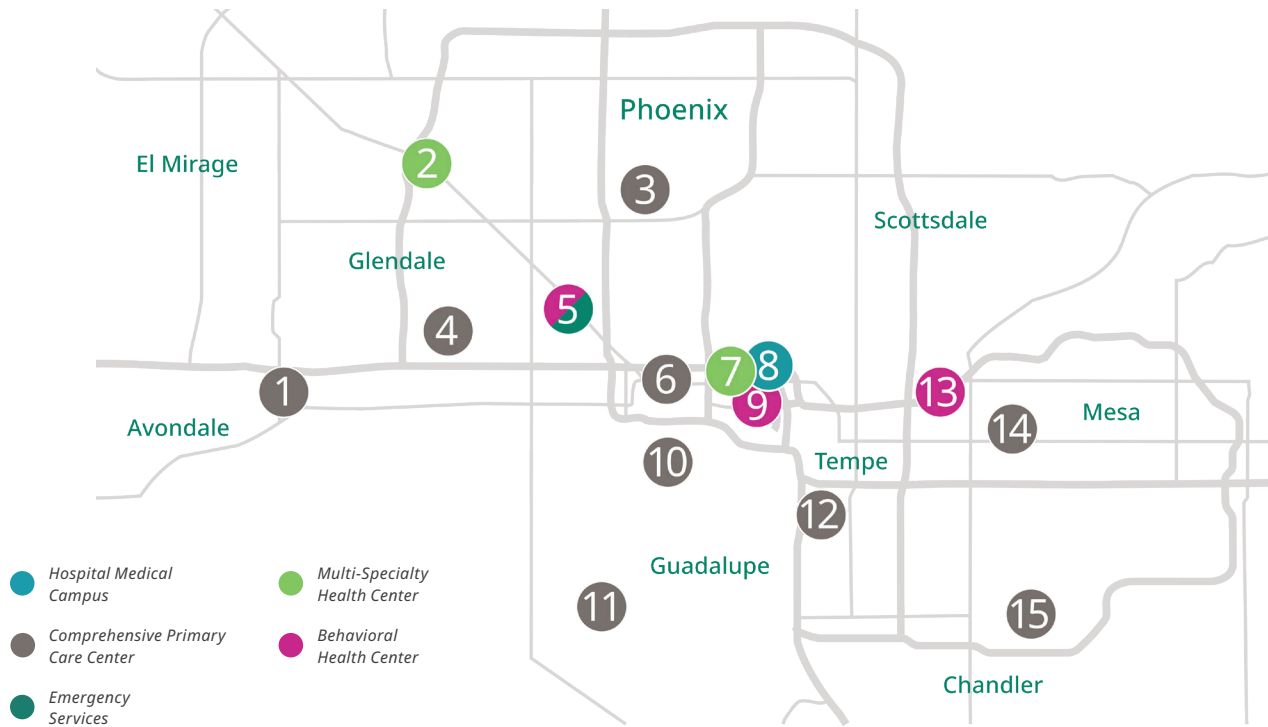 Phoenix
El Mirage
2
3
Scottsdale
Glendale
5
4
8
7
6
1
13
9
Mesa
Avondale
14
10
Tempe
12
Guadalupe
Hospital Medical
Campus
Multi-Specialty
Health Center
11
15
Comprehensive Primary
Care Center
Behavioral
Health Center
Chandler
Emergency
Services